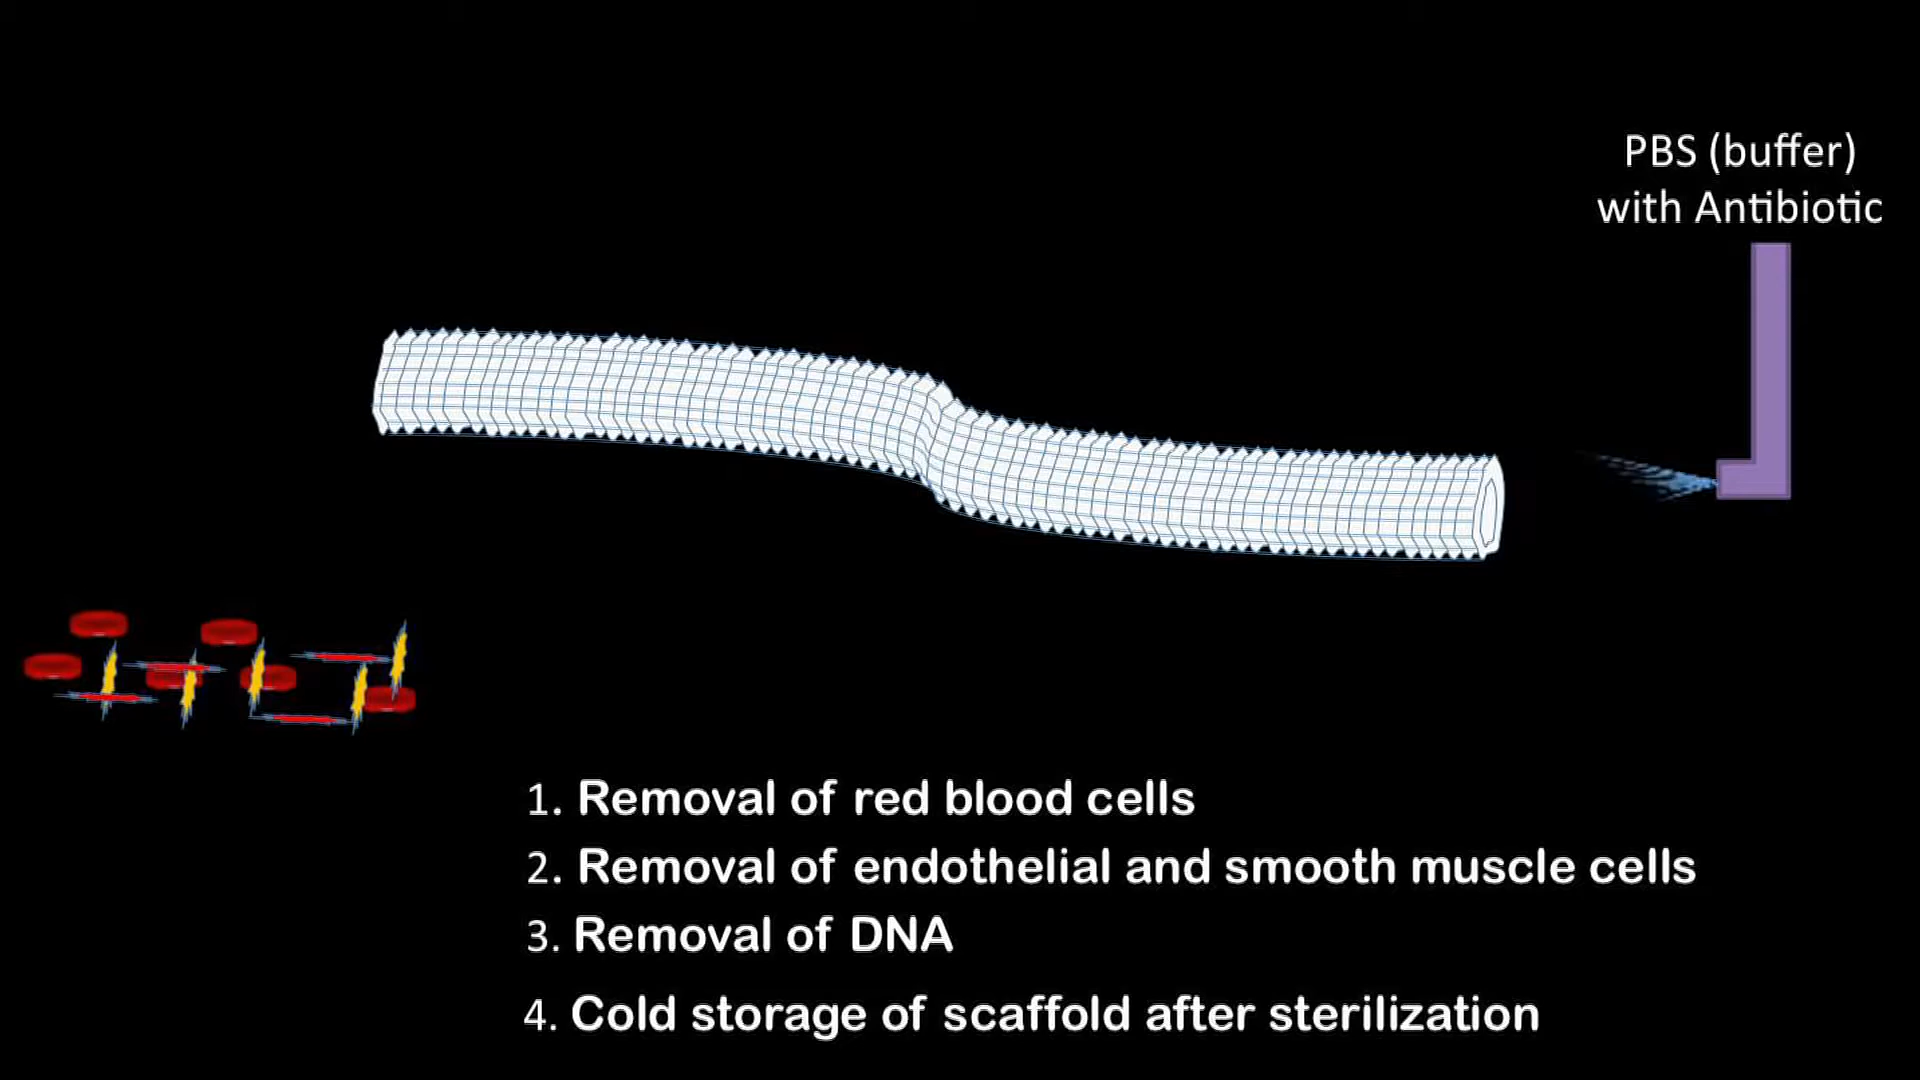 PBS (buffer)
with Antibiotic
1. Removal of red blood cells
2. Removal of endothelial and smooth muscle cells
3. Removal of DNA
4. Cold storage of scaffold after sterilization